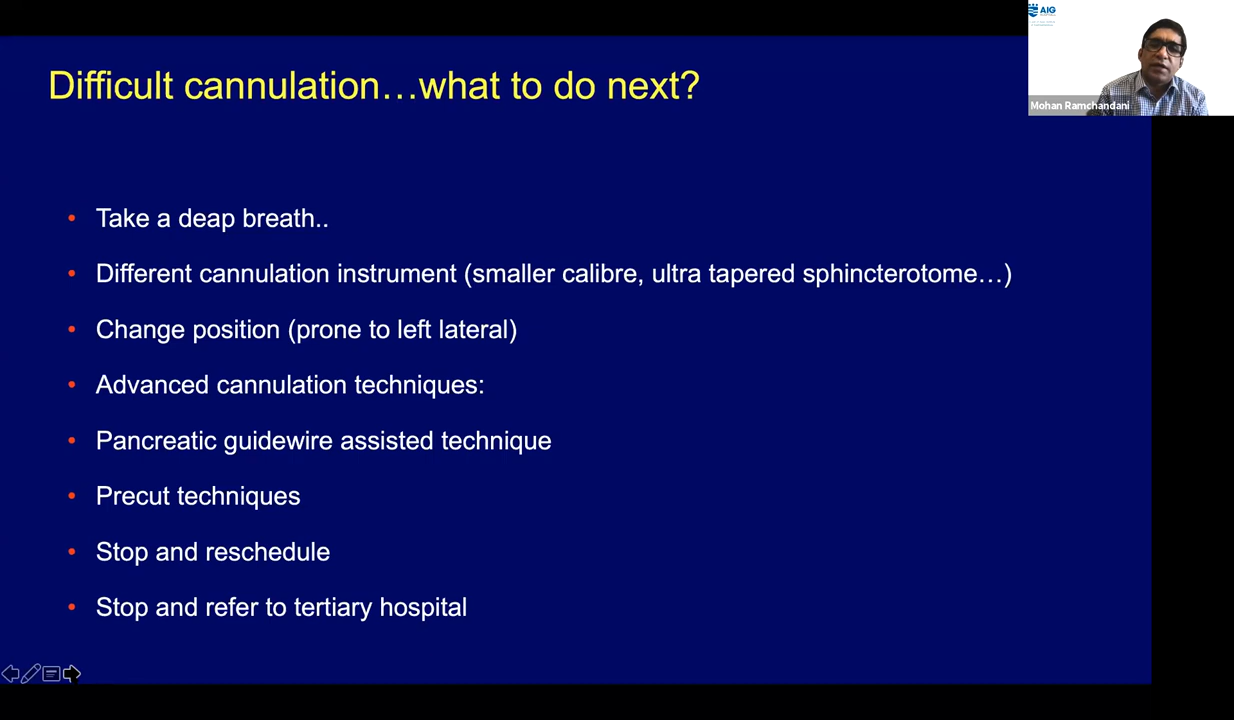 AIG
Mohan Ramchandani
Difficult cannulation…what to do next?
• Take a deap breath..
• Different cannulation instrument (smaller calibre, ultra tapered sphincterotome…)
• Change position (prone to left lateral)
• Advanced cannulation techniques:
• Pancreatic guidewire assisted technique
• Precut techniques
• Stop and reschedule
• Stop and refer to tertiary hospital